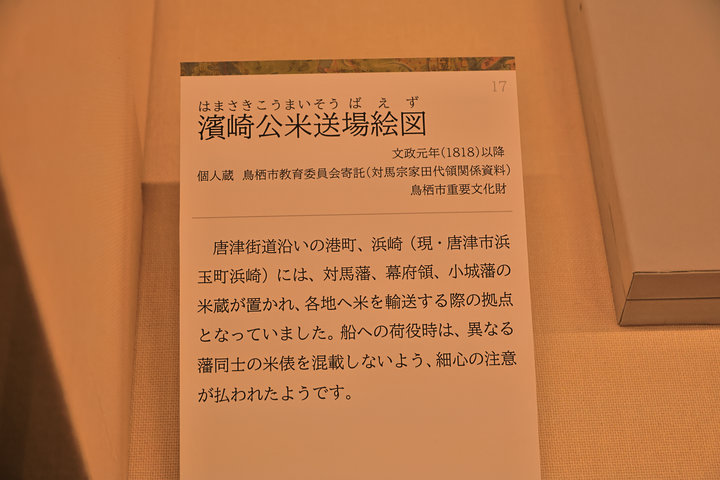 17
はまさきこうまいそう ば え ず
濱崎公米送場絵図
文政元年(1818)以降
個人蔵 鳥栖市教育委員会寄託(対馬宗家田代領関係資料)
鳥栖市重要文化財
唐津街道沿いの港町、浜崎(現・唐津市浜
玉町浜崎)には、対馬藩、幕府領、小城藩の
米蔵が置かれ、各地へ米を輸送する際の拠点
となっていました。船への荷役時は、異なる
藩同士の米俵を混載しないよう、細心の注意
が払われたようです。